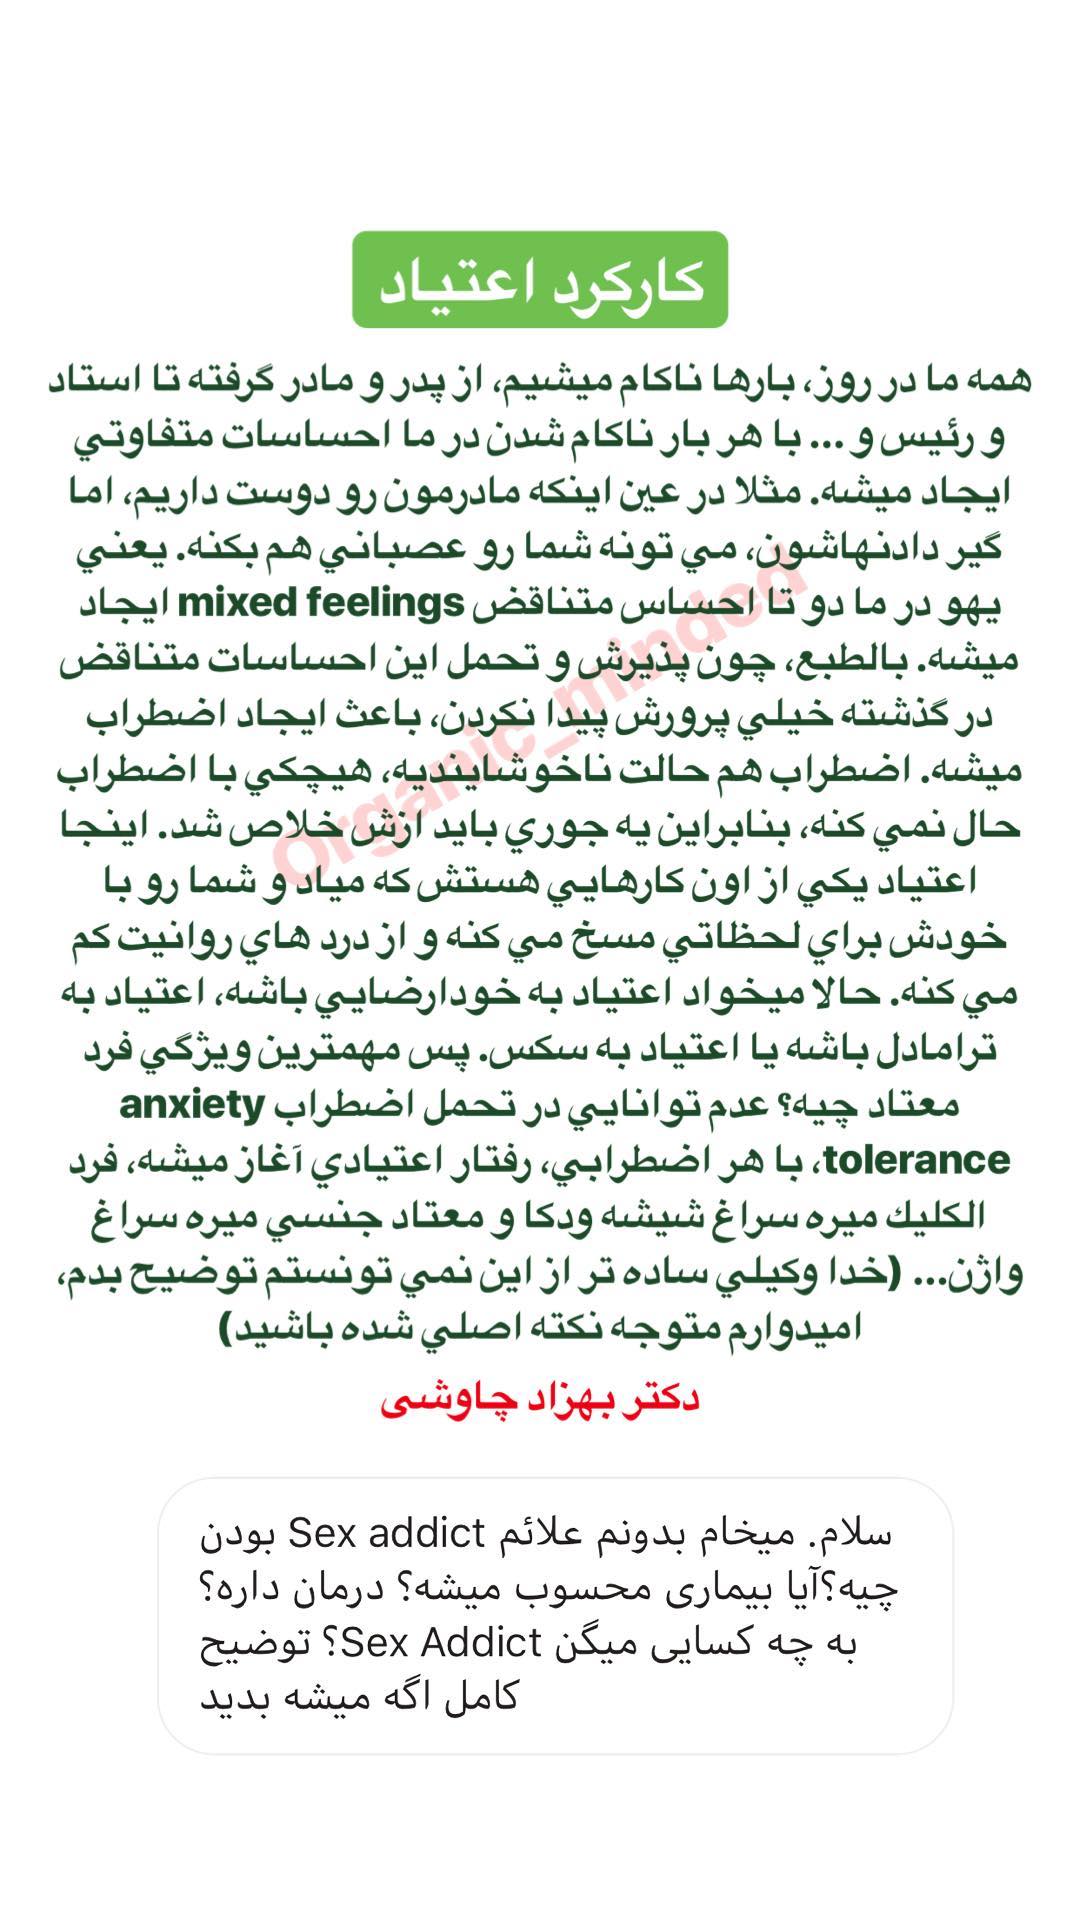 کارکرد اعتیاد
همه ما در روز، بارها ناکام میشیم، از پدر و مادر گرفته تا استاد
و رئیس و ... با هر بار ناکام شدن در ما احساسات متفاوتي
ایجاد میشه. مثلا در عین اینکه مادرمون رو دوست داریم، اما
گیر دادنهاشون، مي تونه شما رو عصباني هم بکنه. یعني
یهو در ما دو تا احساس متناقض mixed feelings ایجاد
میشه. بالطبع، چون پذیرش و تحمل این احساسات متناقض
در گذشته خیلي پرورش پیدا نکردن، باعث ایجاد اضطراب
میشه. اضطراب هم حالت ناخوشایندیه، هیچکي با اضطراب
حال نمي کنه، بنابراین یه جوري باید ازش خلاص شد. اینجا
اعتیاد یکي از اون کارهایي هستش که میاد و شما رو با
خودش براي لحظاتي مسخ مي کنه و از درد هاي روانیت کم
مي کنه. حالا میخواد اعتیاد به خودارضایي باشه، اعتیاد به
ترامادل باشه یا اعتیاد به سکس. پس مهمترین ویژگي فرد
معتاد چیه؟ عدم توانایي در تحمل اضطراب anxiety
tolerance، با هر اضطرابي، رفتار اعتیادي آغاز میشه، فرد
الکلیك میره سراغ شیشه ودکا و معتاد جنسي میره سراغ
واژن... (خدا وکیلي ساده تر از این نمي تونستم توضیح بدم،
امیدوارم متوجه نکته اصلي شده باشید)
دکتر بهزاد چاوشی
Organic_minded
سلام. میخام بدونم علائم Sex addict بودن
چیه؟آیا بیماری محسوب میشه؟ درمان داره؟
به چه کسایی میگن Sex Addict؟ توضیح
کامل اگه میشه بدید